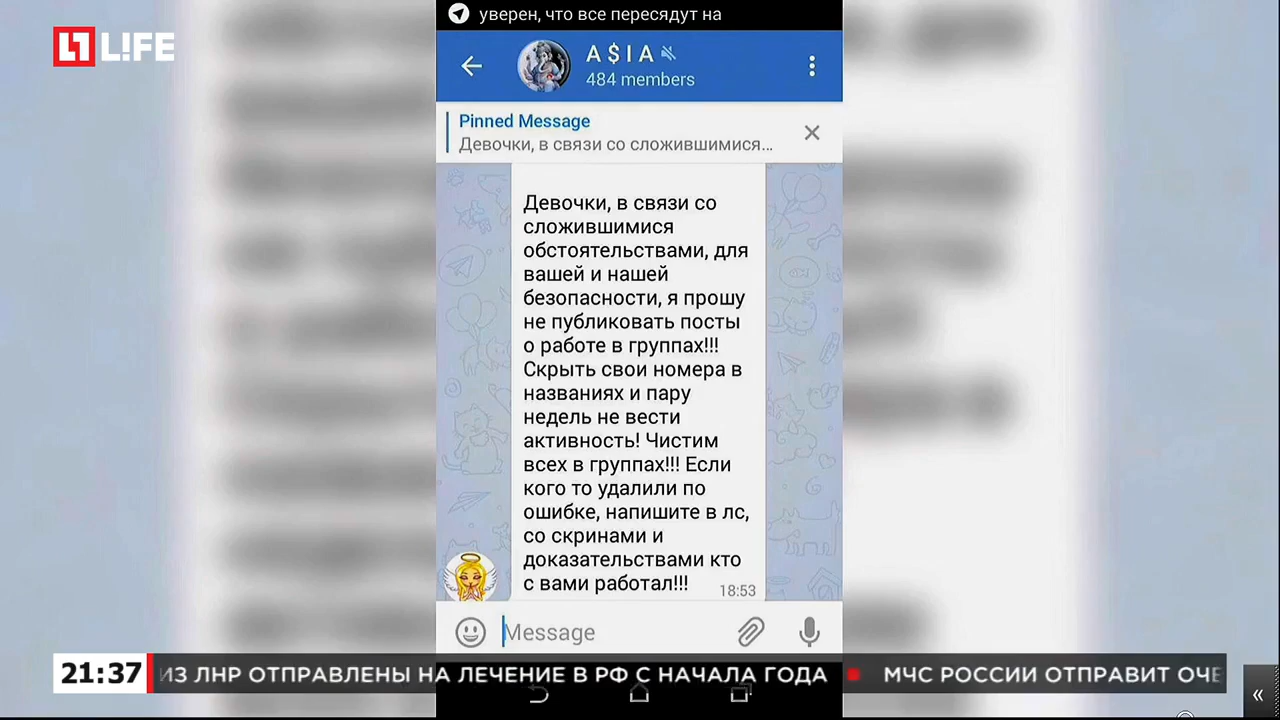 уверен, что все пересядут на
L!FE
A $ I A
484 members
Pinned Message
Девочки, в связи со сложившимися...
Девочки, в связи со
сложившимися
обстоятельствами, для
вашей и нашей
безопасности, я прошу
не публиковать посты
о работе в группах!!!
Скрыть свои номера в
названиях и пару
недель не вести
активность! Чистим
всех в группах!!! Если
кого то удалили по
ошибке, напишите в лс,
со скринами и
доказательствами кто
с вами работал!!!
18:53
Message
21:37
ИЗ ЛНР ОТПРАВЛЕНЫ НА ЛЕЧЕНИЕ В РФ С НАЧАЛА ГОДА
МЧС РОССИИ ОТПРАВИТ ОЧЕ